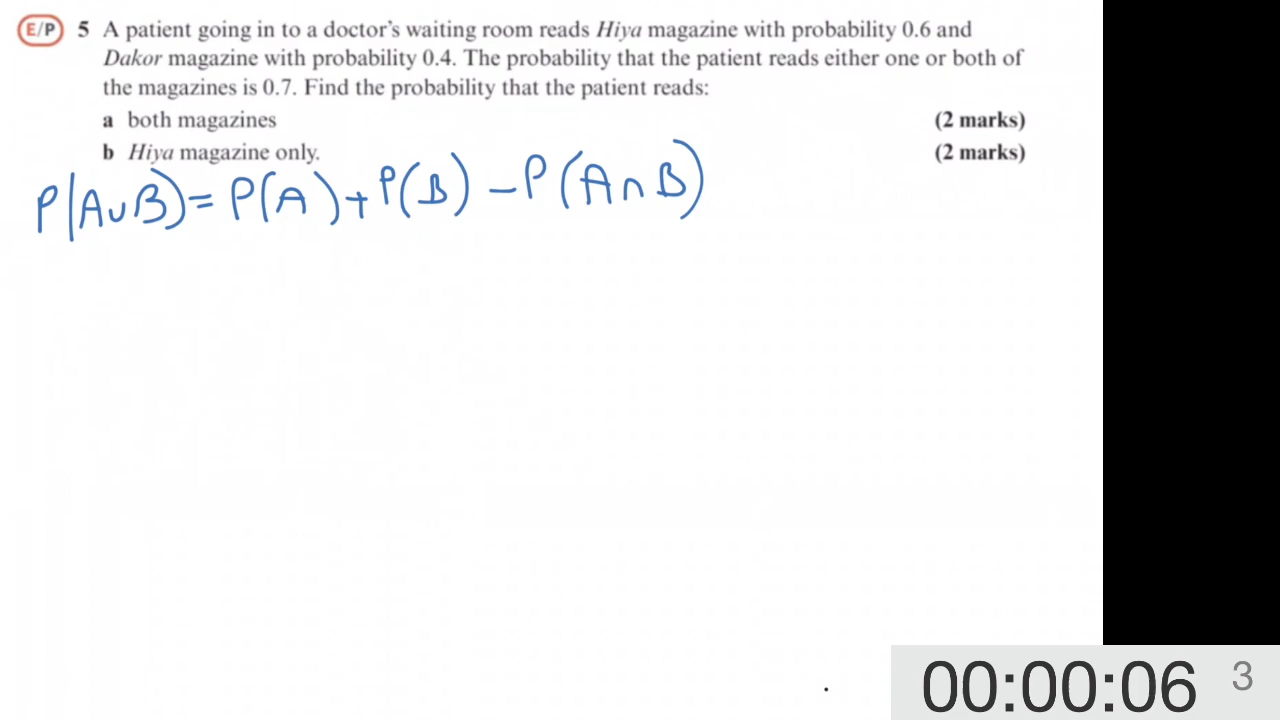 E/P 5 A patient going in to a doctor's waiting room reads Hiya magazine with probability 0.6 and
Dakor magazine with probability 0.4. The probability that the patient reads either one or both of
the magazines is 0.7. Find the probability that the patient reads:
a both magazines (2 marks)
b Hiya magazine only. (2 marks)
P(A∪B) = P(A) + P(B) - P(A∩B)
00:00:06 3